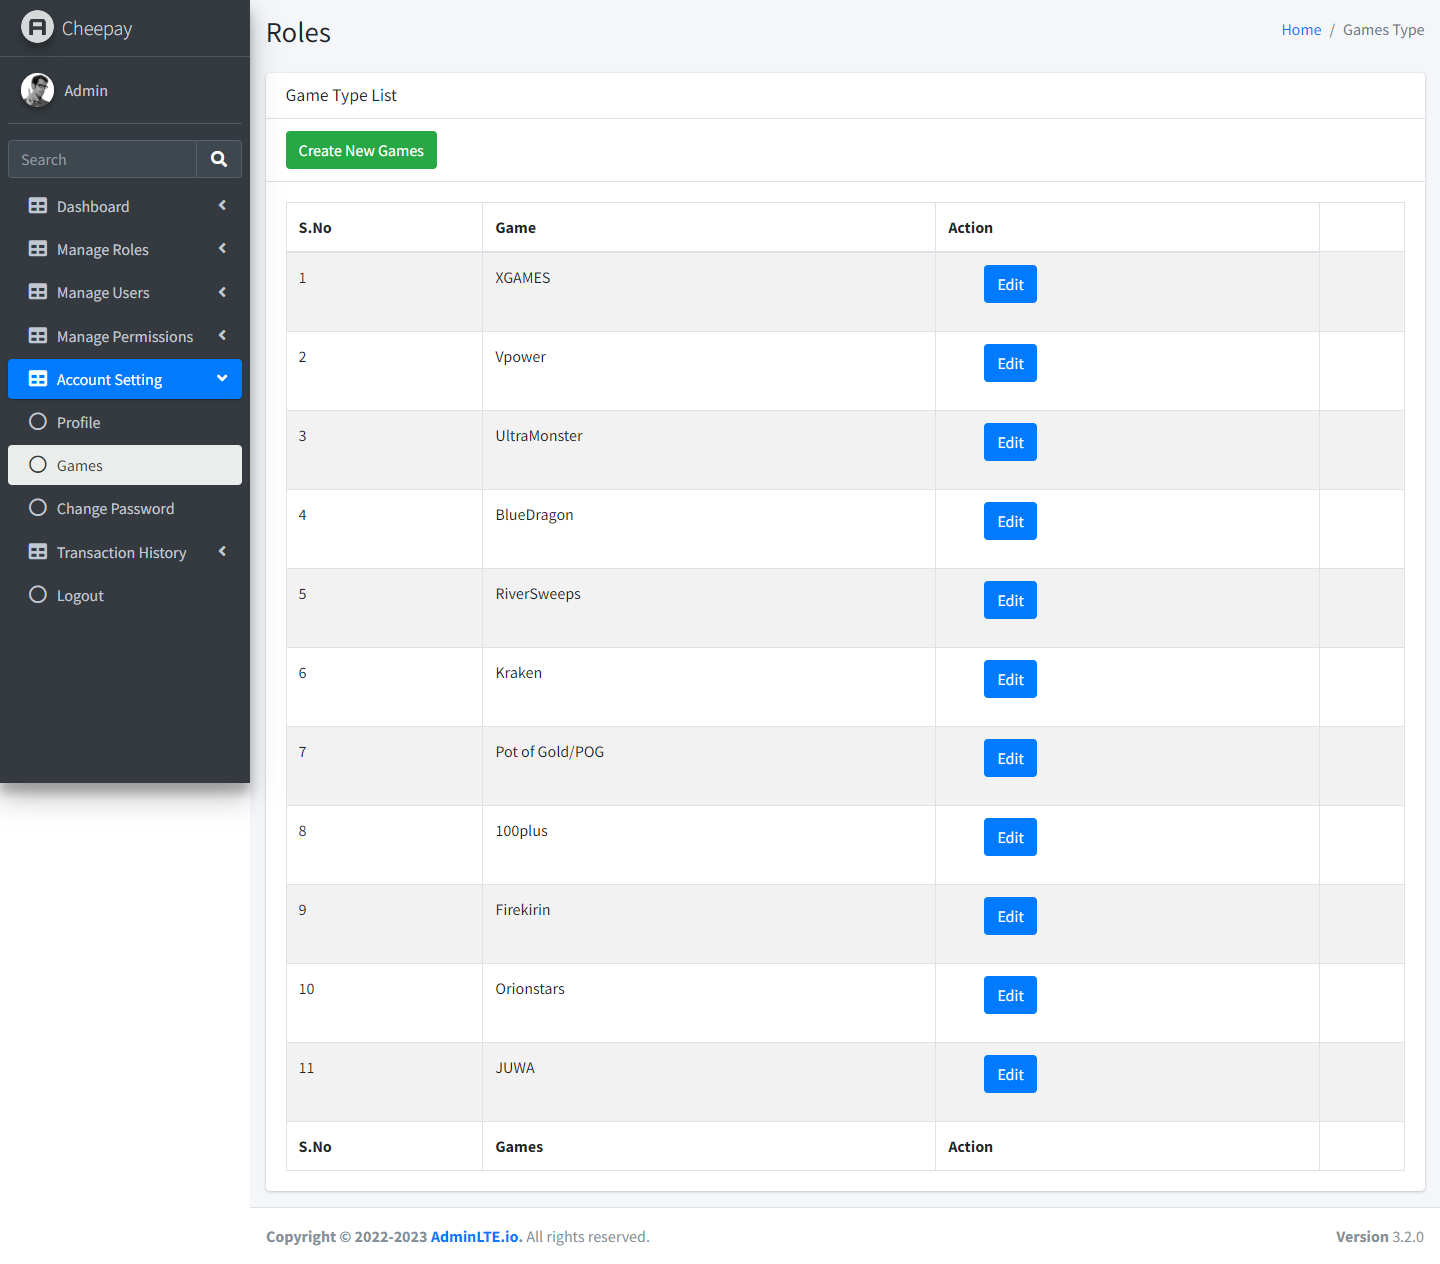 Cheepay
Admin
Search
Dashboard
Manage Roles
Manage Users
Manage Permissions
Account Setting
Profile
Games
Change Password
Transaction History
Logout
Roles
Home / Games Type
Game Type List
Create New Games
S.No Game Action
1 XGAMES Edit
2 Vpower Edit
3 UltraMonster Edit
4 BlueDragon Edit
5 RiverSweeps Edit
6 Kraken Edit
7 Pot of Gold/POG Edit
8 100plus Edit
9 Firekirin Edit
10 Orionstars Edit
11 JUWA Edit
S.No Games Action
Copyright © 2022-2023 AdminLTE.io. All rights reserved.
Version 3.2.0